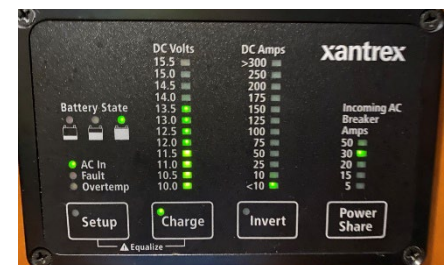 xantrex
DC Volts
15.5
15.0
14.5
14.0
13.5
13.0
12.5
12.0
11.5
11.0
10.5
10.0
DC Amps
>300
250
200
175
150
125
100
75
50
25
10
<10
Incoming AC
Breaker
Amps
50
30
20
15
5
Battery State
AC In
Fault
Overtemp
Setup
Charge
Invert
Power
Share
Equalize